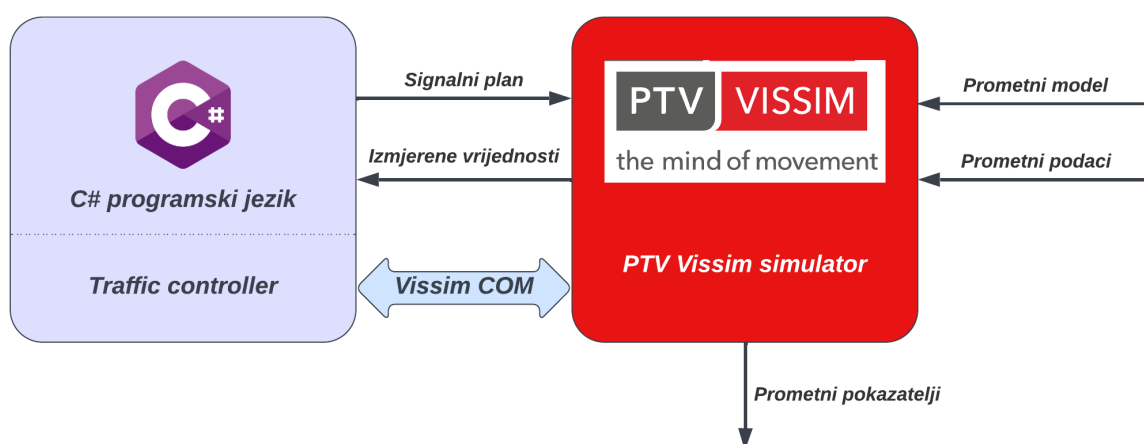 C#
C# programski jezik
Traffic controller
Signalni plan
Izmjerene vrijednosti
Vissim COM
PTV VISSIM
the mind of movement
PTV Vissim simulator
Prometni model
Prometni podaci
Prometni pokazatelji